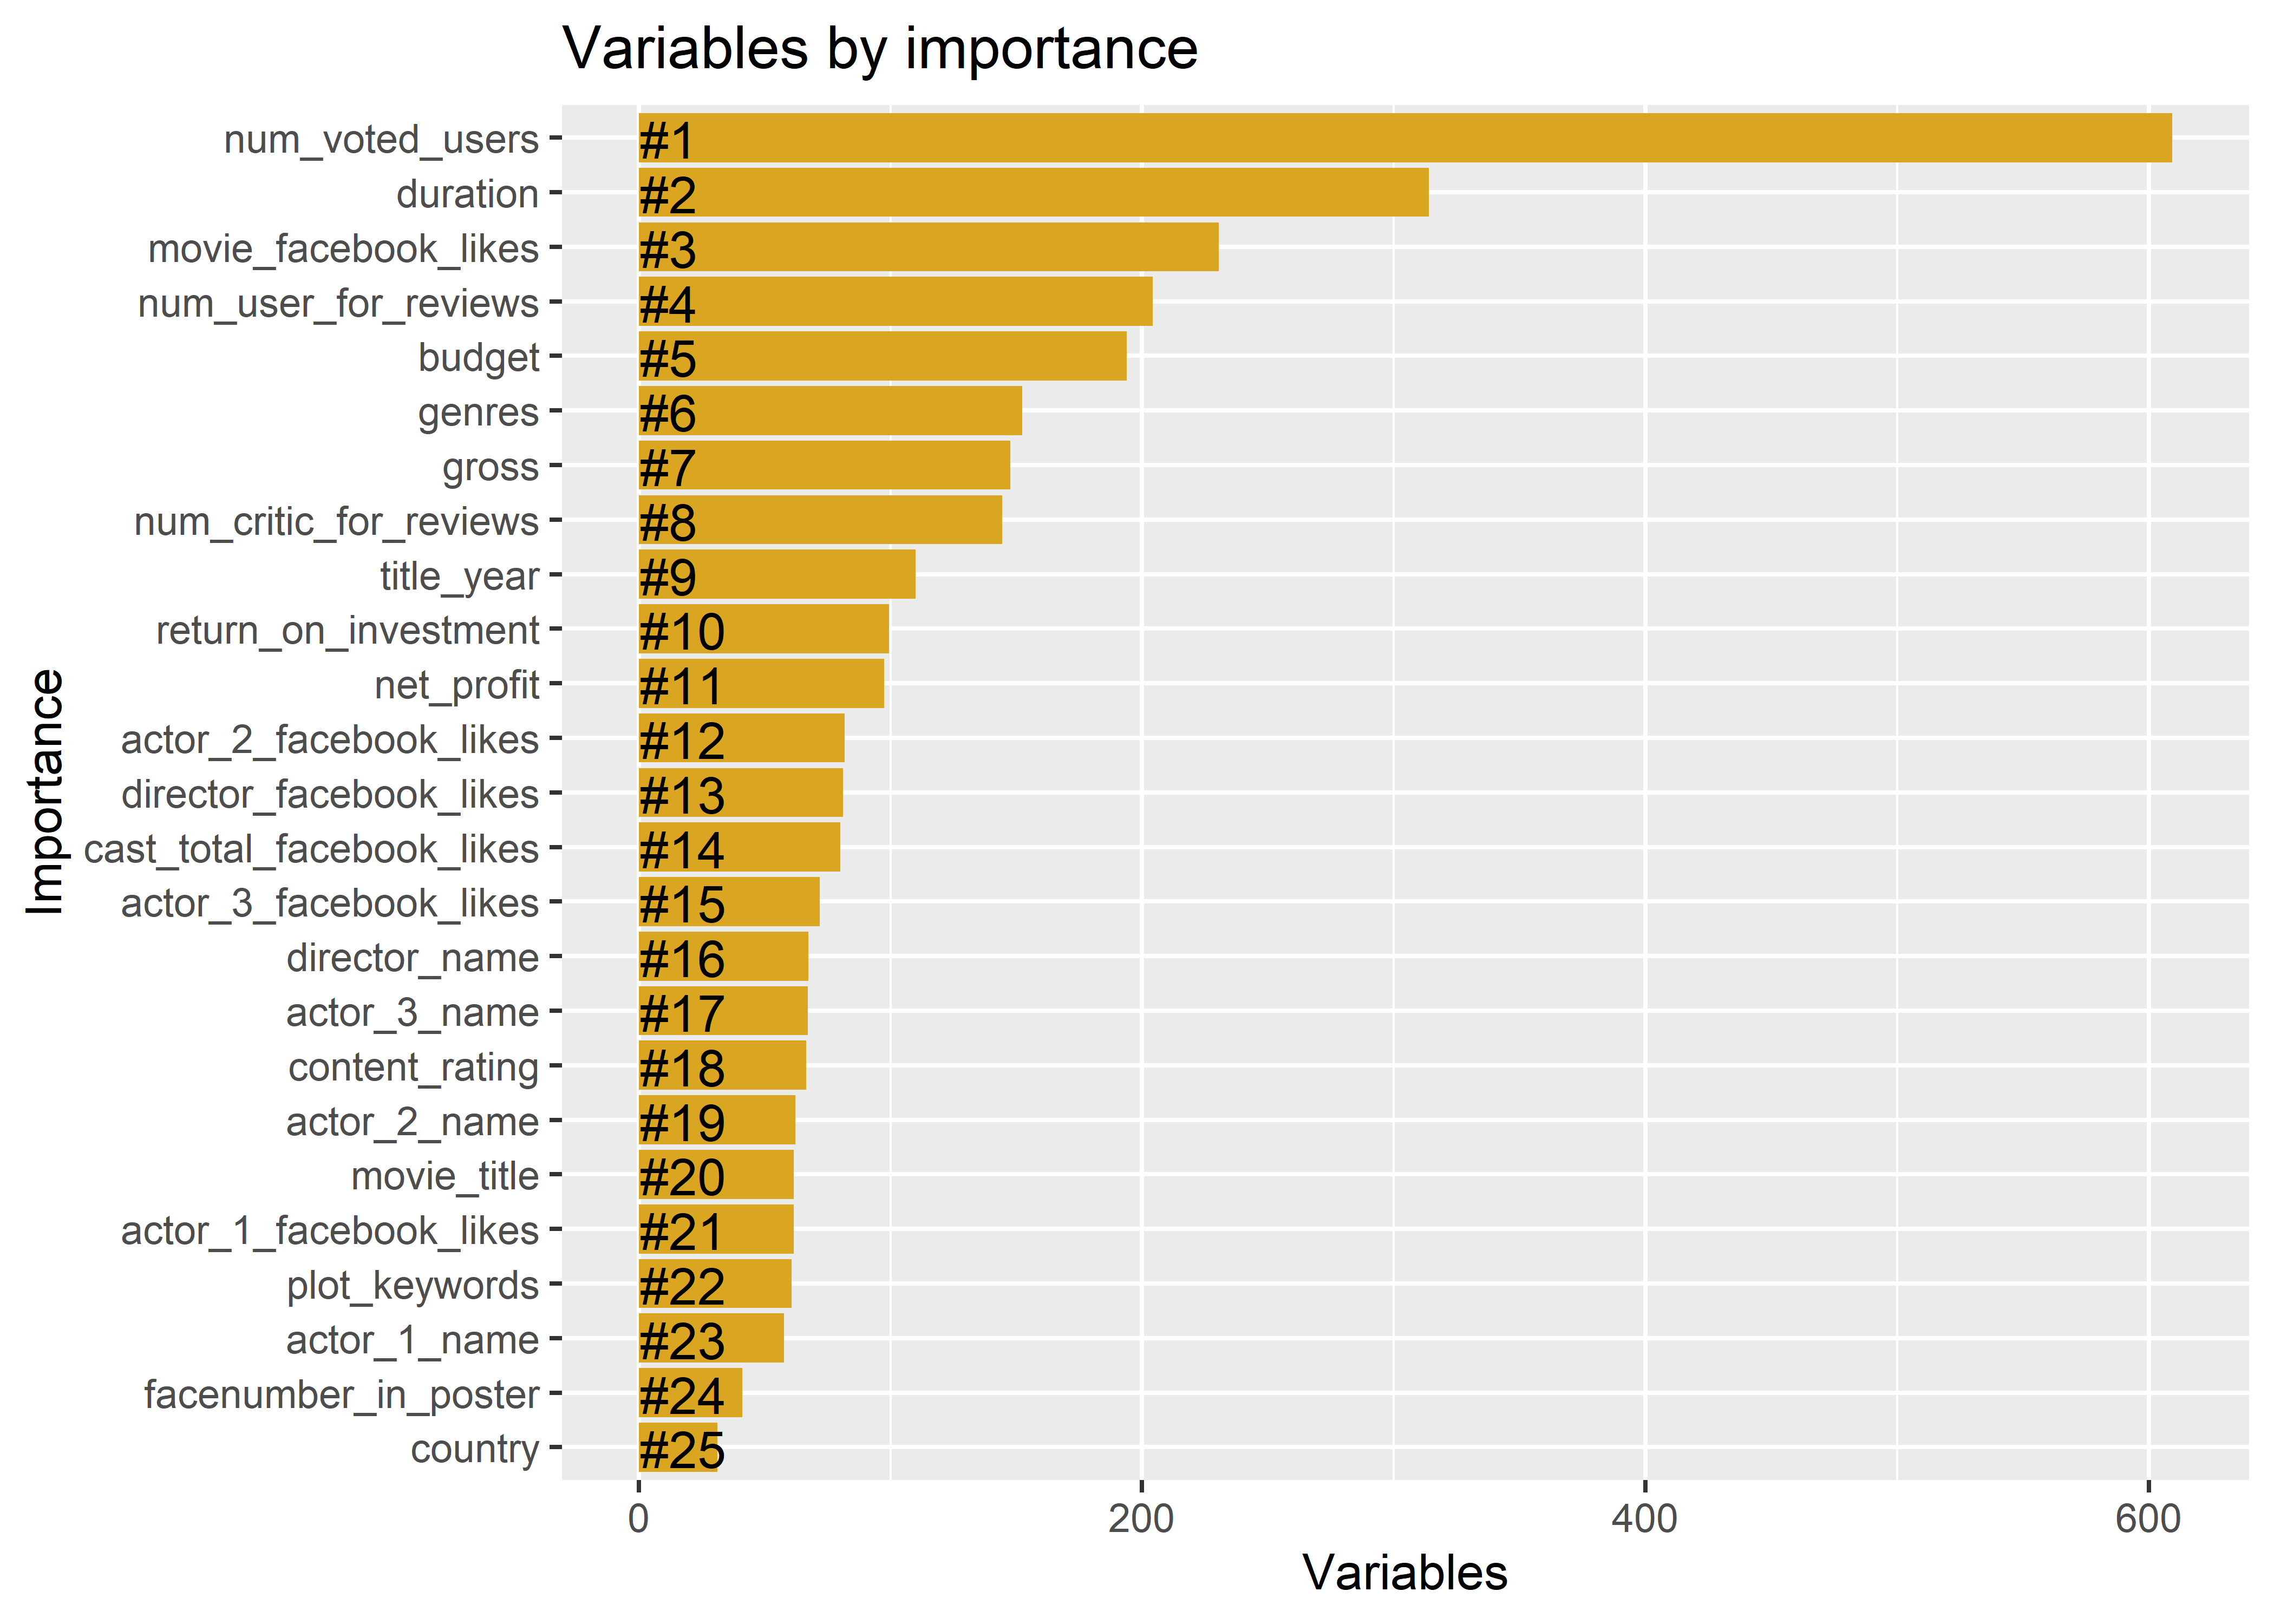 Variables by importance
num_voted_users #1
duration #2
movie_facebook_likes #3
num_user_for_reviews #4
budget #5
genres #6
gross #7
num_critic_for_reviews #8
title_year #9
return_on_investment #10
net_profit #11
actor_2_facebook_likes #12
director_facebook_likes #13
cast_total_facebook_likes #14
actor_3_facebook_likes #15
director_name #16
actor_3_name #17
content_rating #18
actor_2_name #19
movie_title #20
actor_1_facebook_likes #21
plot_keywords #22
actor_1_name #23
facenumber_in_poster #24
country #25
Importance
0 200 400 600
Variables